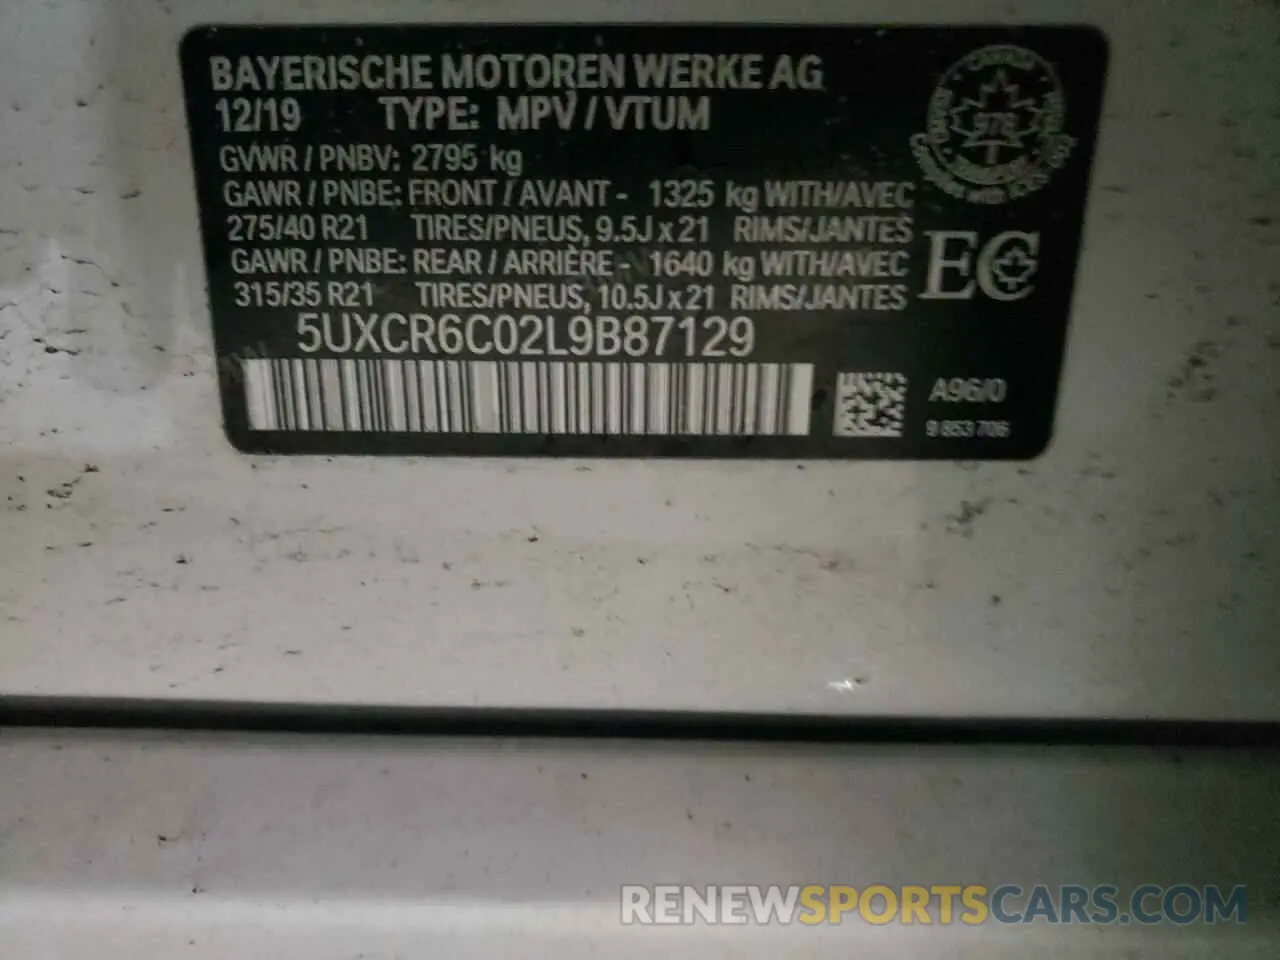 BAYERISCHE MOTOREN WERKE AG
12/19 TYPE: MPV / VTUM
GVWR / PNBV: 2795 kg
GAWR / PNBE: FRONT / AVANT - 1325 kg WITH/AVEC
275/40 R21 TIRES/PNEUS, 9.5J x 21 RIMS/JANTES
GAWR / PNBE: REAR / ARRIÈRE - 1640 kg WITH/AVEC
315/35 R21 TIRES/PNEUS, 10.5J x 21 RIMS/JANTES
5UXCR6C02L9B87129
978
T
EC
A96/0
9 853 706
RENEWSPORTSCARS.COM